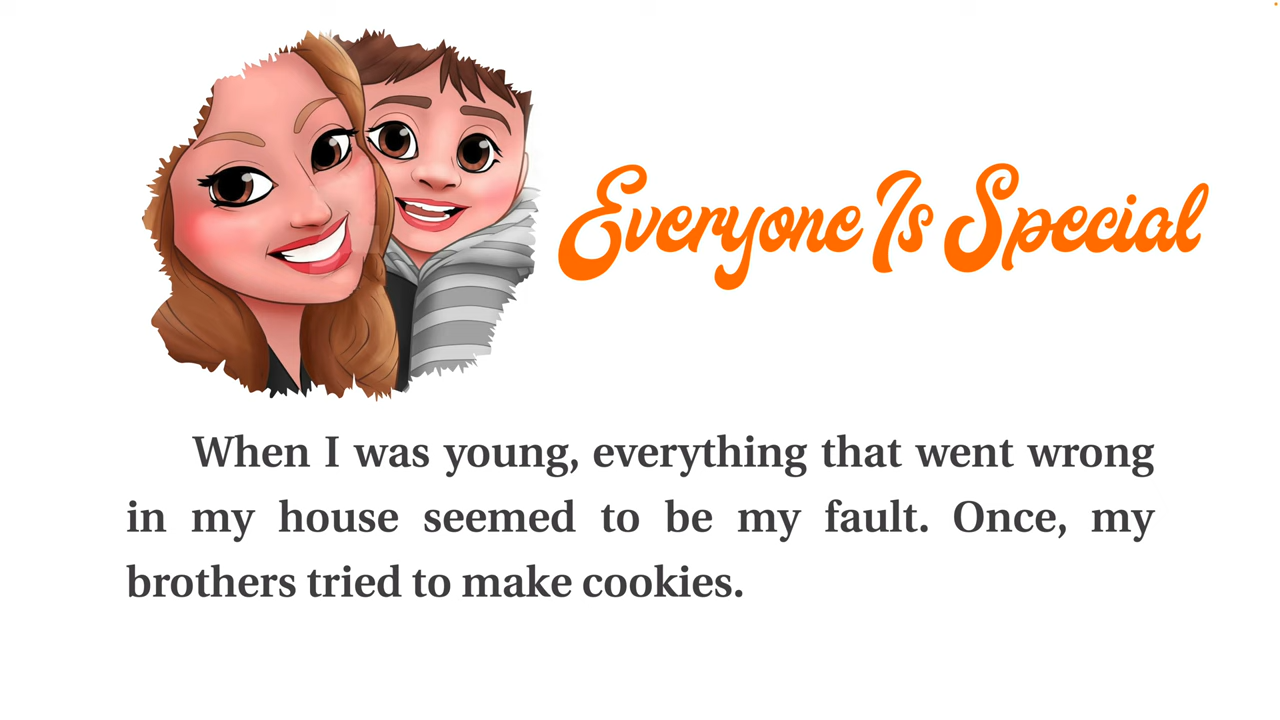 Everyone Is Special
When I was young, everything that went wrong
in my house seemed to be my fault. Once, my
brothers tried to make cookies.